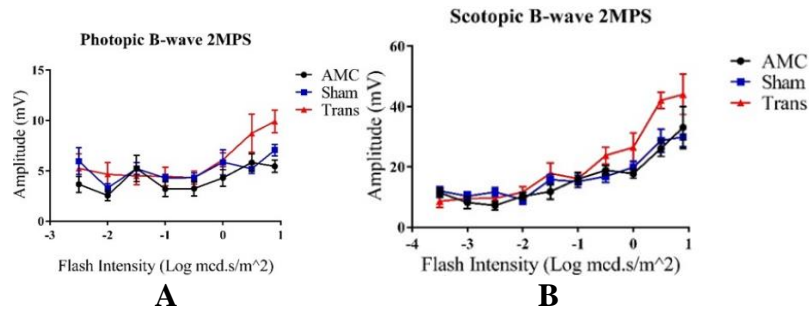 Photopic B-wave 2MPS
15
10
5
0
-3
-2
-1
0
1
Amplitude (mV)
Flash Intensity (Log mcd.s/m^2)
AMC
Sham
Trans
A
Scotopic B-wave 2MPS
60
40
20
0
-4
-3
-2
-1
0
1
Amplitude (mV)
Flash Intensity (Log mcd.s/m^2)
AMC
Sham
Trans
B